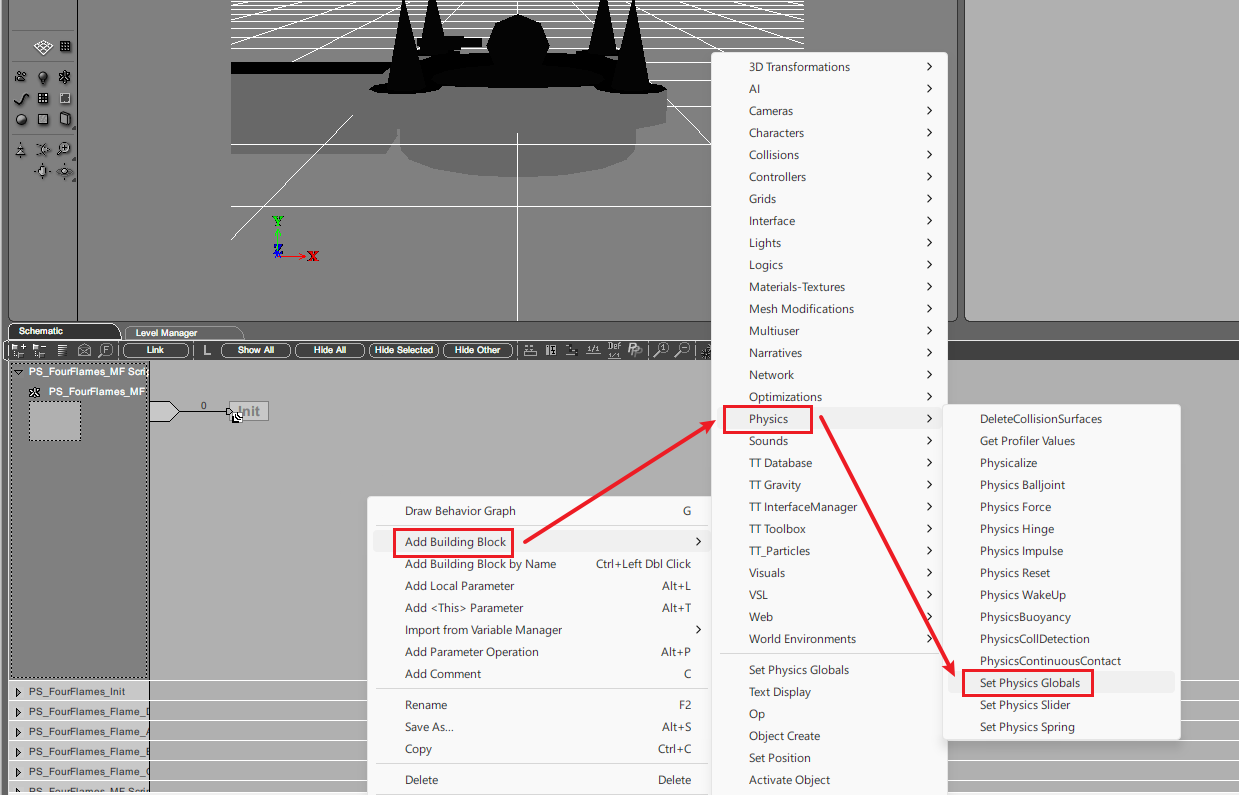 Y
X
Z
Schematic
Level Manager
Link
L
Show All
Hide All
Hide Selected
Hide Other
1/1
Def
1/1
PS_FourFlames_MF Scri
PS_FourFlames_MF
0
Init
PS_FourFlames_Init
PS_FourFlames_Flame_
PS_FourFlames_Flame_A
PS_FourFlames_Flame_
PS_FourFlames_Flame_
PS_FourFlames_MF Scri
Draw Behavior Graph G
Add Building Block
Add Building Block by Name Ctrl+Left Dbl Click
Add Local Parameter Alt+L
Add <This> Parameter Alt+T
Import from Variable Manager
Add Parameter Operation Alt+P
Add Comment C
Rename F2
Save As... Alt+S
Copy Ctrl+C
Delete Delete
3D Transformations
AI
Cameras
Characters
Collisions
Controllers
Grids
Interface
Lights
Logics
Materials-Textures
Mesh Modifications
Multiuser
Narratives
Network
Optimizations
Physics
Sounds
TT Database
TT Gravity
TT InterfaceManager
TT Toolbox
TT_Particles
Visuals
VSL
Web
World Environments
Set Physics Globals
Text Display
Op
Object Create
Set Position
Activate Object
DeleteCollisionSurfaces
Get Profiler Values
Physicalize
Physics Balljoint
Physics Force
Physics Hinge
Physics Impulse
Physics Reset
Physics WakeUp
PhysicsBuoyancy
PhysicsCollDetection
PhysicsContinuousContact
Set Physics Globals
Set Physics Slider
Set Physics Spring